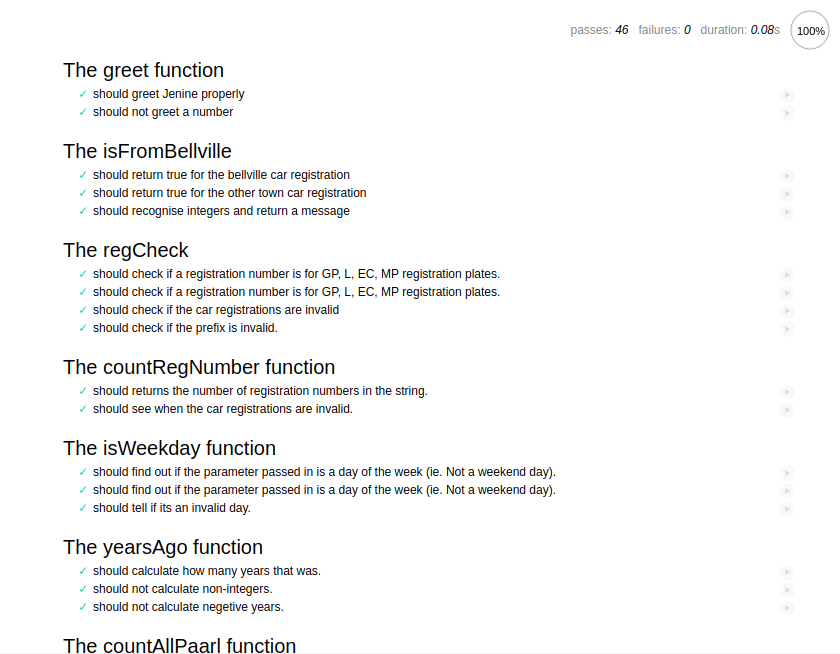 passes: 46 failures: 0 duration: 0.08s 100%
The greet function
✓ should greet Jenine properly
✓ should not greet a number
The isFromBellville
✓ should return true for the bellville car registration
✓ should return true for the other town car registration
✓ should recognise integers and return a message
The regCheck
✓ should check if a registration number is for GP, L, EC, MP registration plates.
✓ should check if a registration number is for GP, L, EC, MP registration plates.
✓ should check if the car registrations are invalid
✓ should check if the prefix is invalid.
The countRegNumber function
✓ should returns the number of registration numbers in the string.
✓ should see when the car registrations are invalid.
The isWeekday function
✓ should find out if the parameter passed in is a day of the week (ie. Not a weekend day).
✓ should find out if the parameter passed in is a day of the week (ie. Not a weekend day).
✓ should tell if its an invalid day.
The yearsAgo function
✓ should calculate how many years that was.
✓ should not calculate non-integers.
✓ should not calculate negetive years.
The countAllPaarl function